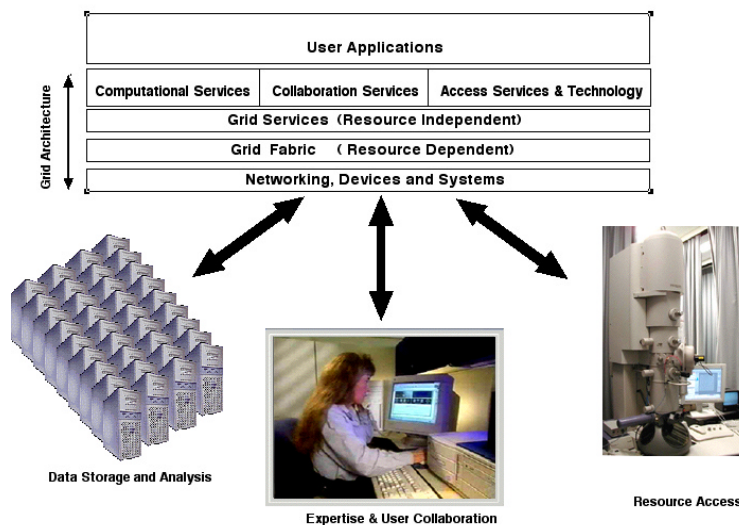 User Applications
Computational Services
Collaboration Services
Access Services & Technology
Grid Services (Resource Independent)
Grid Fabric ( Resource Dependent)
Networking, Devices and Systems
Grid Architecture
Data Storage and Analysis
Expertise & User Collaboration
Resource Access